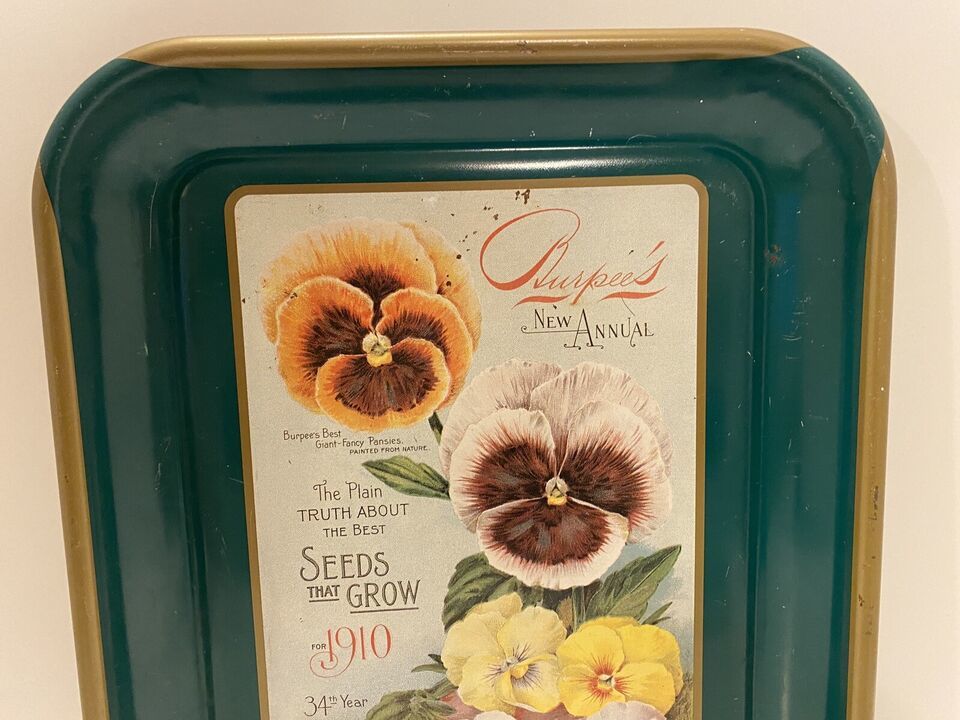 Burpee's
New Annual
Burpee's Best
Giant-Fancy Pansies.
PAINTED FROM NATURE.
The Plain
TRUTH ABOUT
THE BEST
SEEDS
THAT GROW
FOR 1910
34th Year